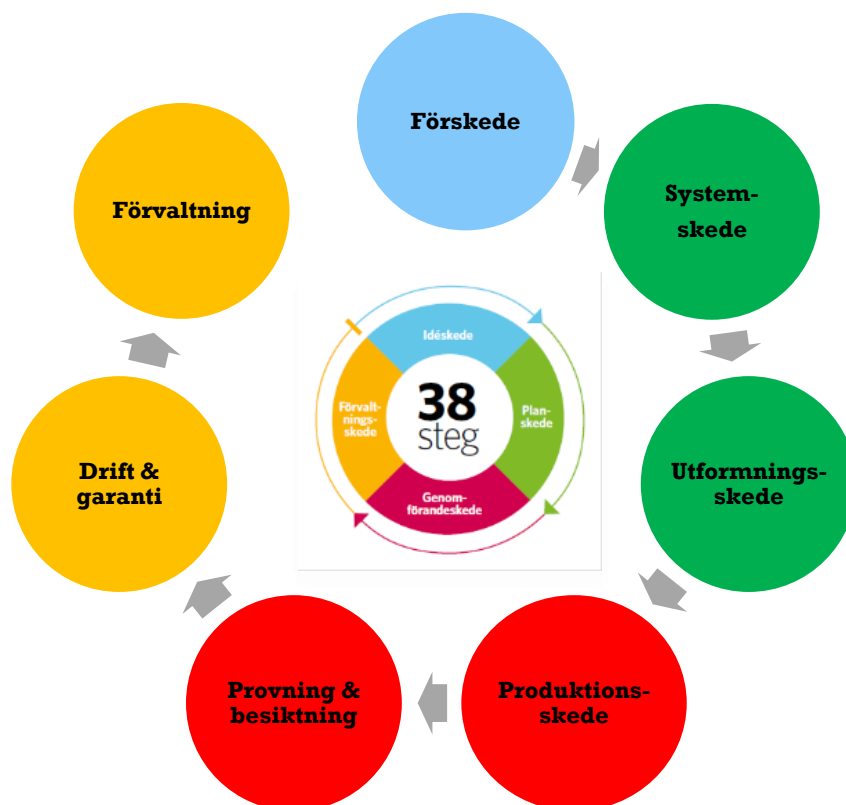 Förskede
System-
skede
Utformnings-
skede
Produktions-
skede
Provning &
besiktning
Drift &
garanti
Förvaltning
Idéskede
Plan-
skede
Genom-
förandeskede
Förvalt-
nings-
skede
38
steg